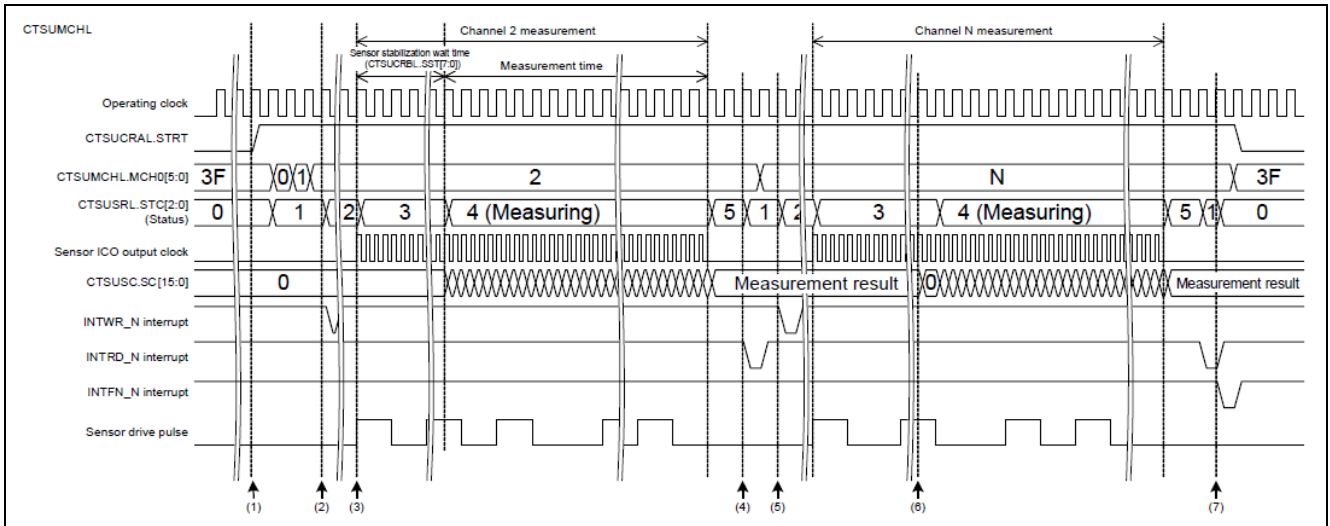 CTSUMCHL
Channel 2 measurement
Channel N measurement
Sensor stabilization wait time
(CTSUCRBL.SST[7:0])
Measurement time
Operating clock
CTSUCRAL.STRT
CTSUMCHL.MCH0[5:0] 3F 0 1 2 N 3F
CTSUSRL.STC[2:0]
(Status) 0 1 2 3 4 (Measuring) 5 1 2 3 4 (Measuring) 5 1 0
Sensor ICO output clock
CTSUSC.SC[15:0] 0 Measurement result 0 Measurement result
INTWR_N interrupt
INTRD_N interrupt
INTFN_N interrupt
Sensor drive pulse
(1) (2) (3) (4) (5) (6) (7)